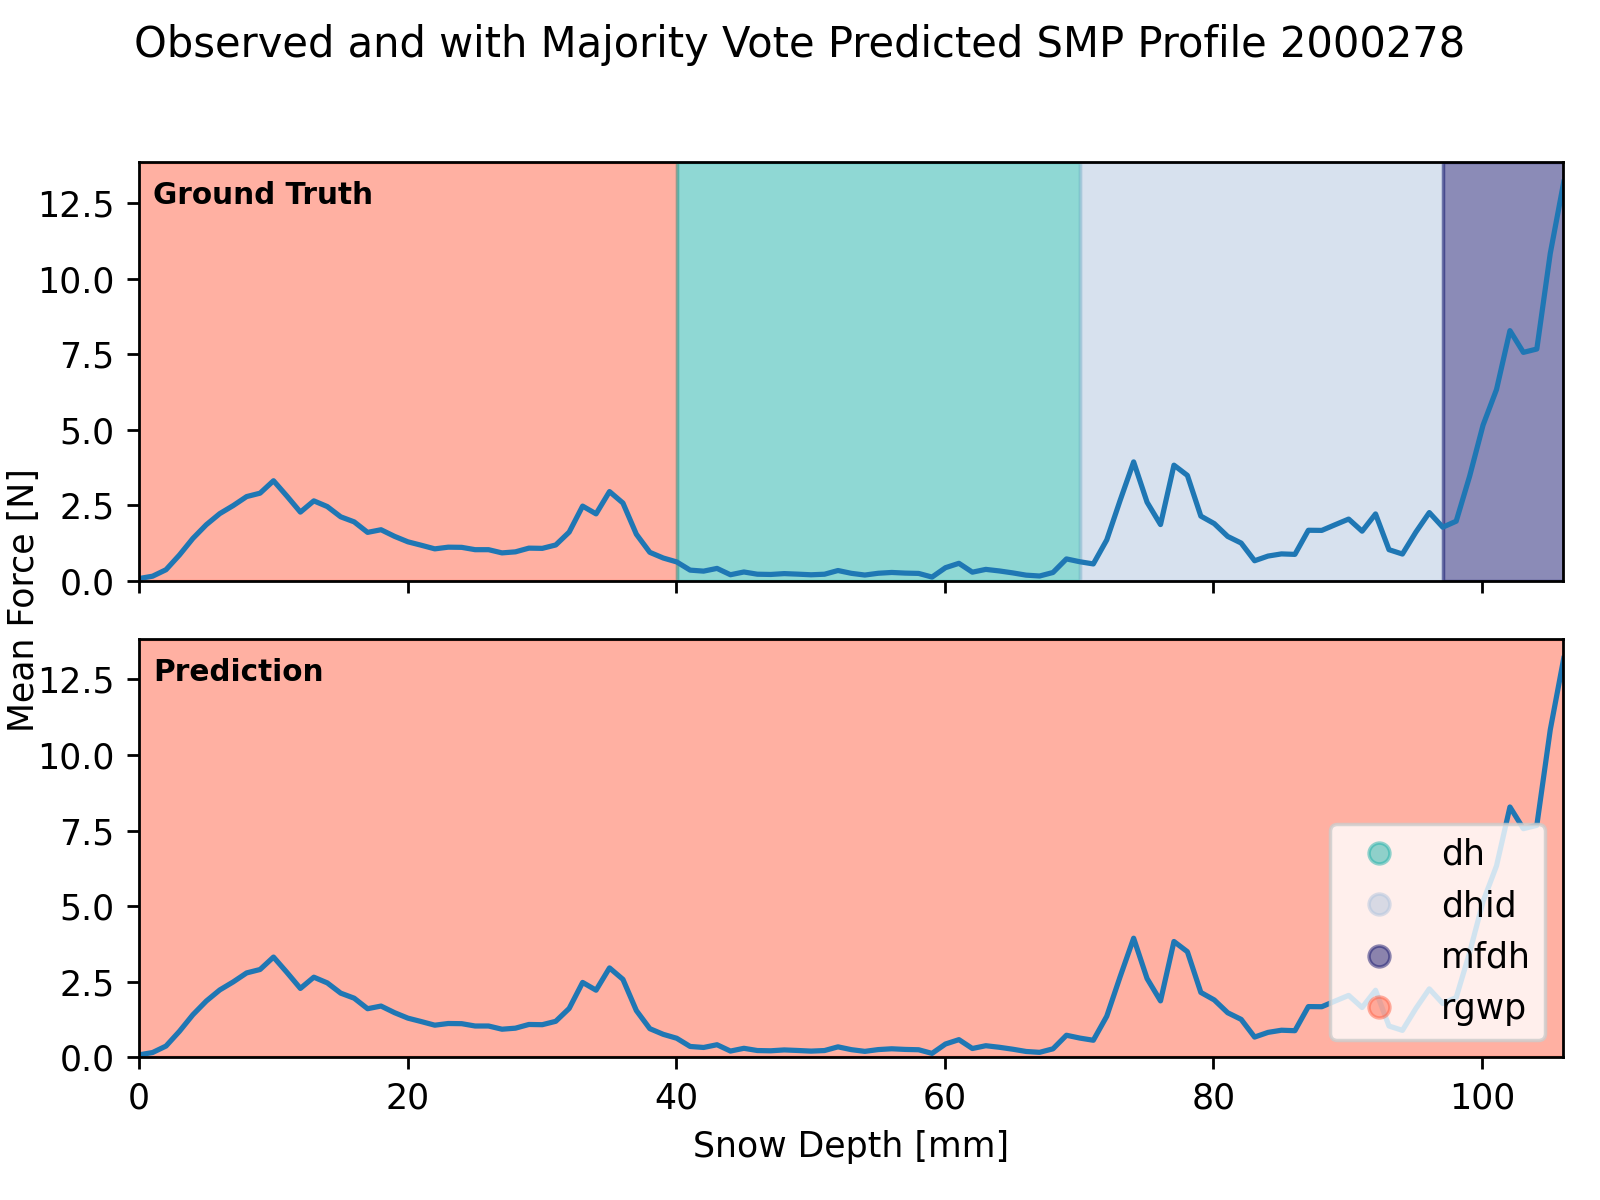 Observed and with Majority Vote Predicted SMP Profile 2000278
Ground Truth
12.5
10.0
7.5
5.0
2.5
0.0
Mean Force [N]
Prediction
12.5
10.0
7.5
5.0
2.5
0.0
dh
dhid
mfdh
rgwp
0 20 40 60 80 100
Snow Depth [mm]